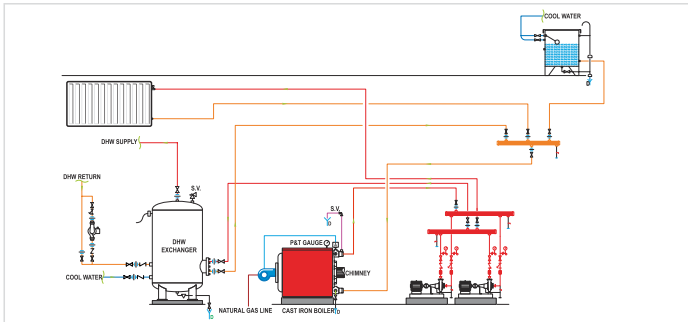 COOL WATER
DHW SUPPLY
DHW RETURN
S.V.
DHW
EXCHANGER
COOL WATER
S.V.
P&T GAUGE
CHIMNEY
NATURAL GAS LINE
CAST IRON BOILER